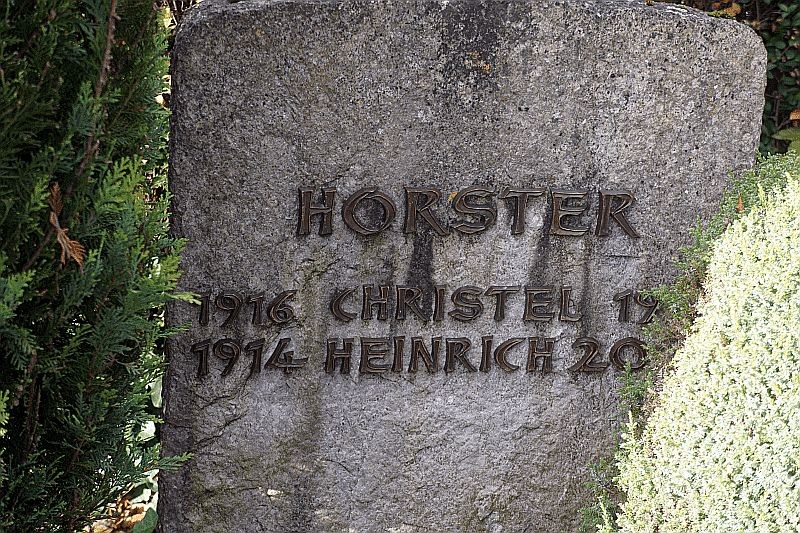 HORSTER
1916 CHRISTEL 19
1914 HEINRICH 20